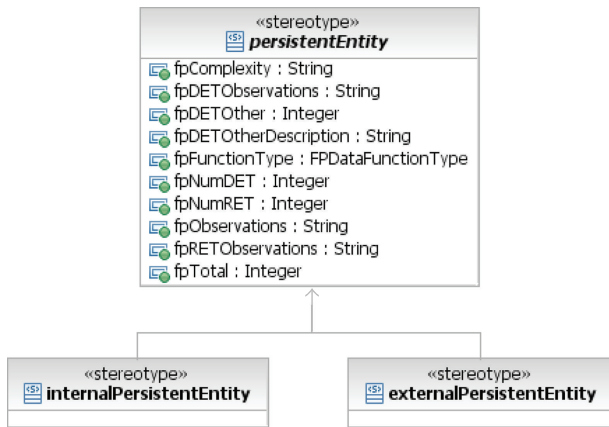 «stereotype»
persistentEntity
fpComplexity : String
fpDETObservations : String
fpDETOther : Integer
fpDETOtherDescription : String
fpFunctionType : FPDataFunctionType
fpNumDET : Integer
fpNumRET : Integer
fpObservations : String
fpRETObservations : String
fpTotal : Integer
«stereotype»
internalPersistentEntity
«stereotype»
externalPersistentEntity